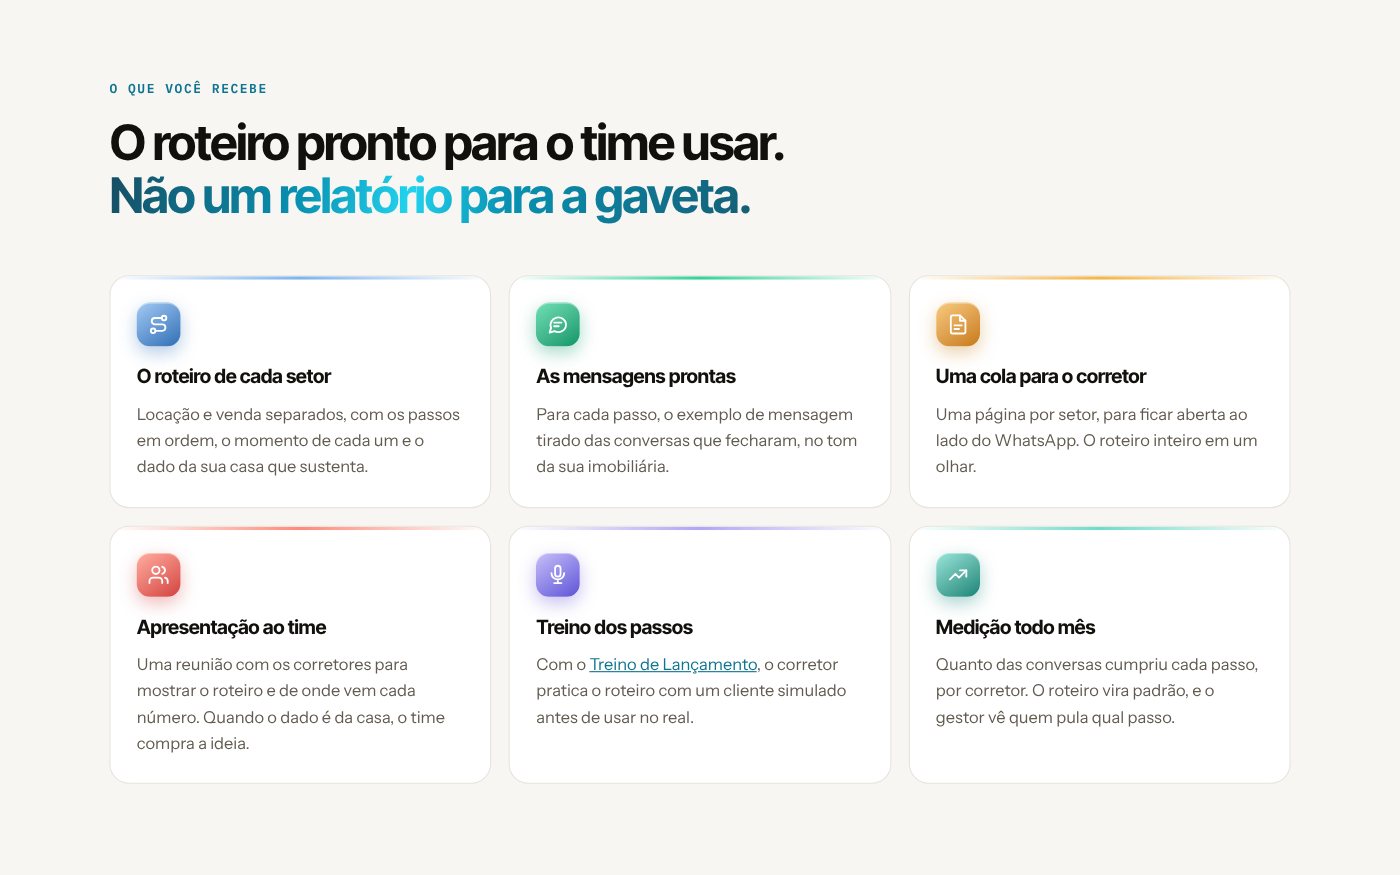 O QUE VOCÊ RECEBE
O roteiro pronto para o time usar.
Não um relatório para a gaveta.
O roteiro de cada setor
Locação e venda separados, com os passos
em ordem, o momento de cada um e o
dado da sua casa que sustenta.
As mensagens prontas
Para cada passo, o exemplo de mensagem
tirado das conversas que fecharam, no tom
da sua imobiliária.
Uma cola para o corretor
Uma página por setor, para ficar aberta ao
lado do WhatsApp. O roteiro inteiro em um
olhar.
Apresentação ao time
Uma reunião com os corretores para
mostrar o roteiro e de onde vem cada
número. Quando o dado é da casa, o time
compra a ideia.
Treino dos passos
Com o Treino de Lançamento, o corretor
pratica o roteiro com um cliente simulado
antes de usar no real.
Medição todo mês
Quanto das conversas cumpriu cada passo,
por corretor. O roteiro vira padrão, e o
gestor vê quem pula qual passo.